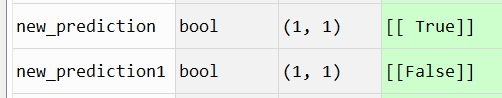 new_prediction bool (1, 1) [[ True]]
new_prediction1 bool (1, 1) [[False]]